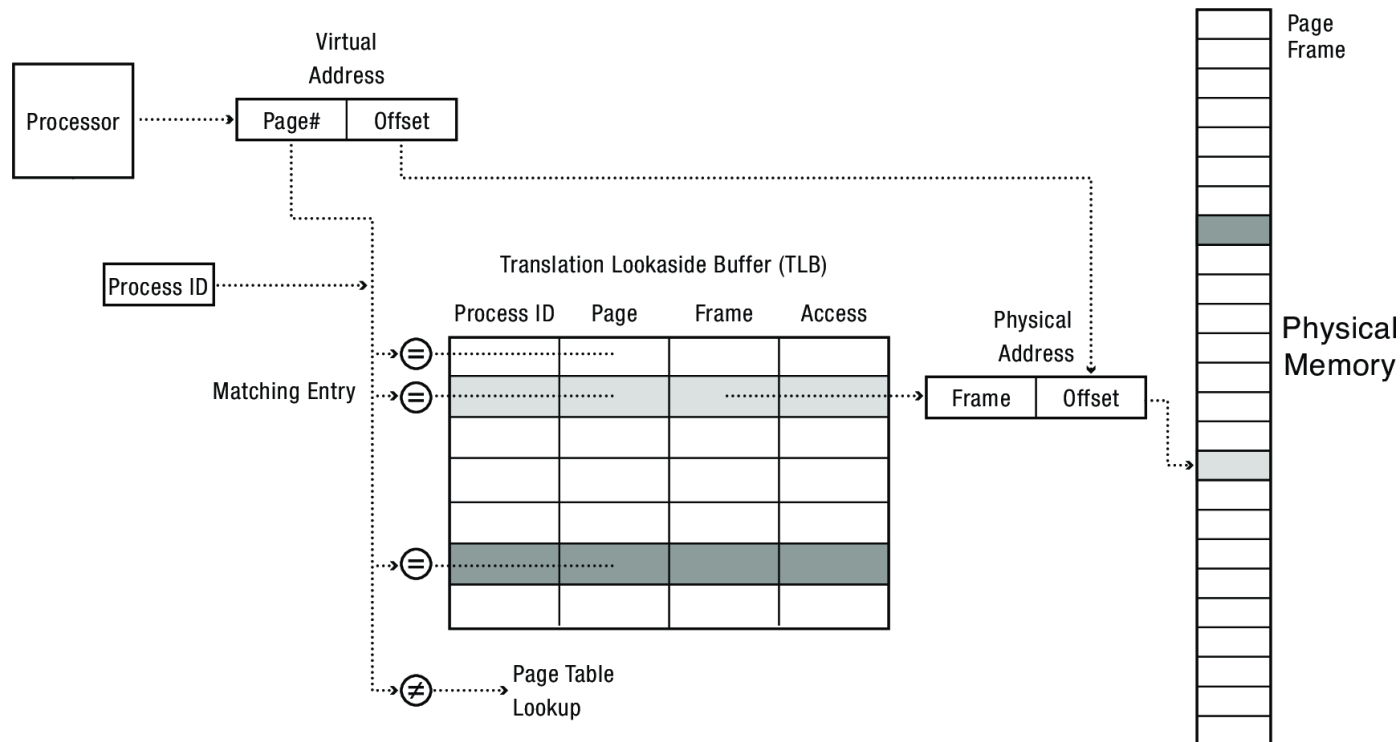 Virtual
Address
Page
Frame
Processor
Page#
Offset
Process ID
Translation Lookaside Buffer (TLB)
Process ID
Page
Frame
Access
Physical
Address
Physical
Memory
=
Matching Entry
=
Frame
Offset
=
≠
Page Table
Lookup